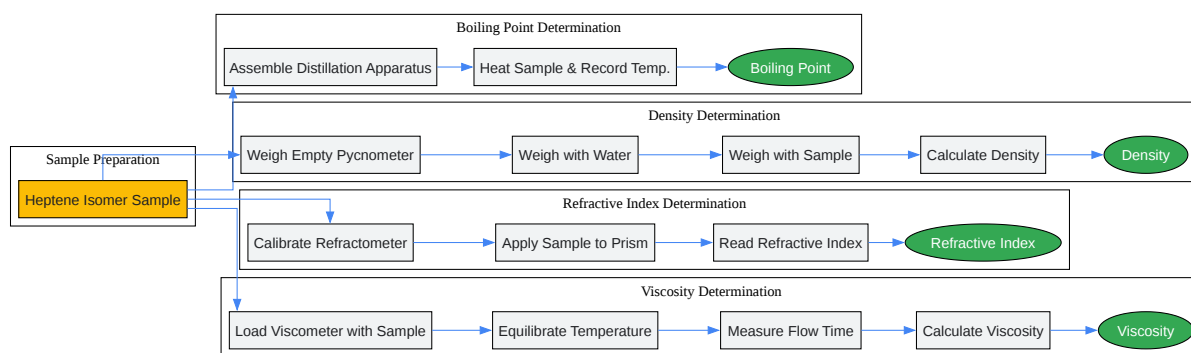 Boiling Point Determination
Assemble Distillation Apparatus
Heat Sample & Record Temp.
Boiling Point
Density Determination
Weigh Empty Pycnometer
Weigh with Water
Weigh with Sample
Calculate Density
Density
Sample Preparation
Heptene Isomer Sample
Refractive Index Determination
Calibrate Refractometer
Apply Sample to Prism
Read Refractive Index
Refractive Index
Viscosity Determination
Load Viscometer with Sample
Equilibrate Temperature
Measure Flow Time
Calculate Viscosity
Viscosity